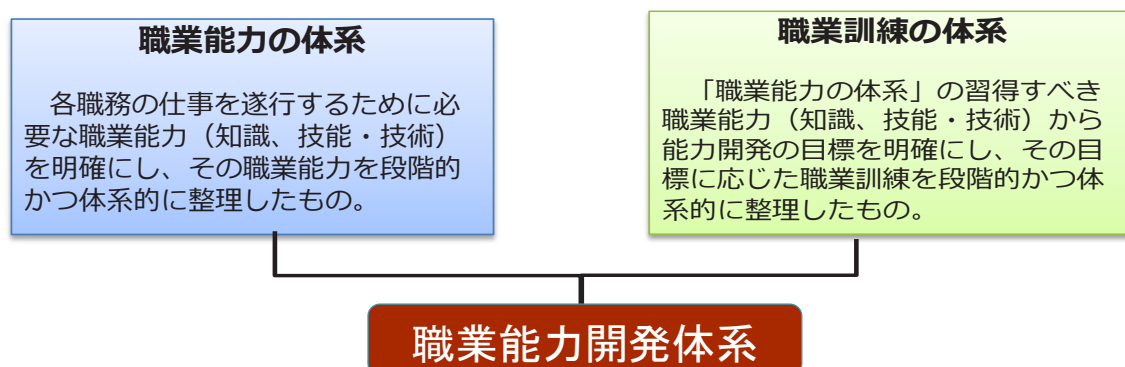 職業能力の体系
各職務の仕事を遂行するために必
要な職業能力（知識、技能・技術）
を明確にし、その職業能力を段階的
かつ体系的に整理したもの。
職業訓練の体系
「職業能力の体系」の習得すべき
職業能力（知識、技能・技術）から
能力開発の目標を明確にし、その目
標に応じた職業訓練を段階的かつ体
系的に整理したもの。
職業能力開発体系